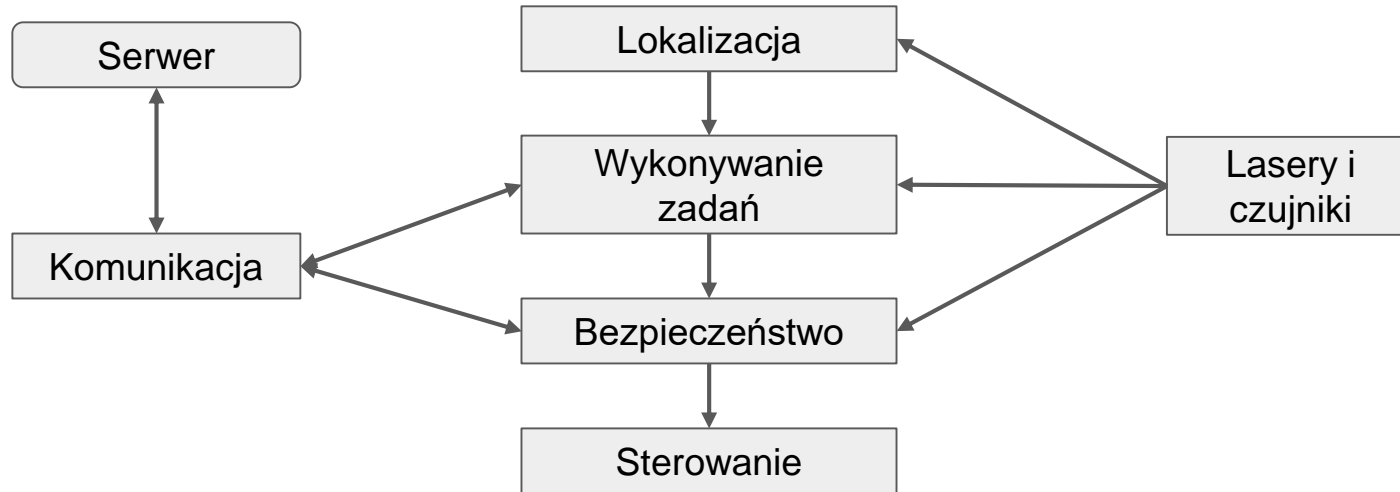 Serwer
Lokalizacja
Wykonywanie
zadań
Lasery i
czujniki
Komunikacja
Bezpieczeństwo
Sterowanie